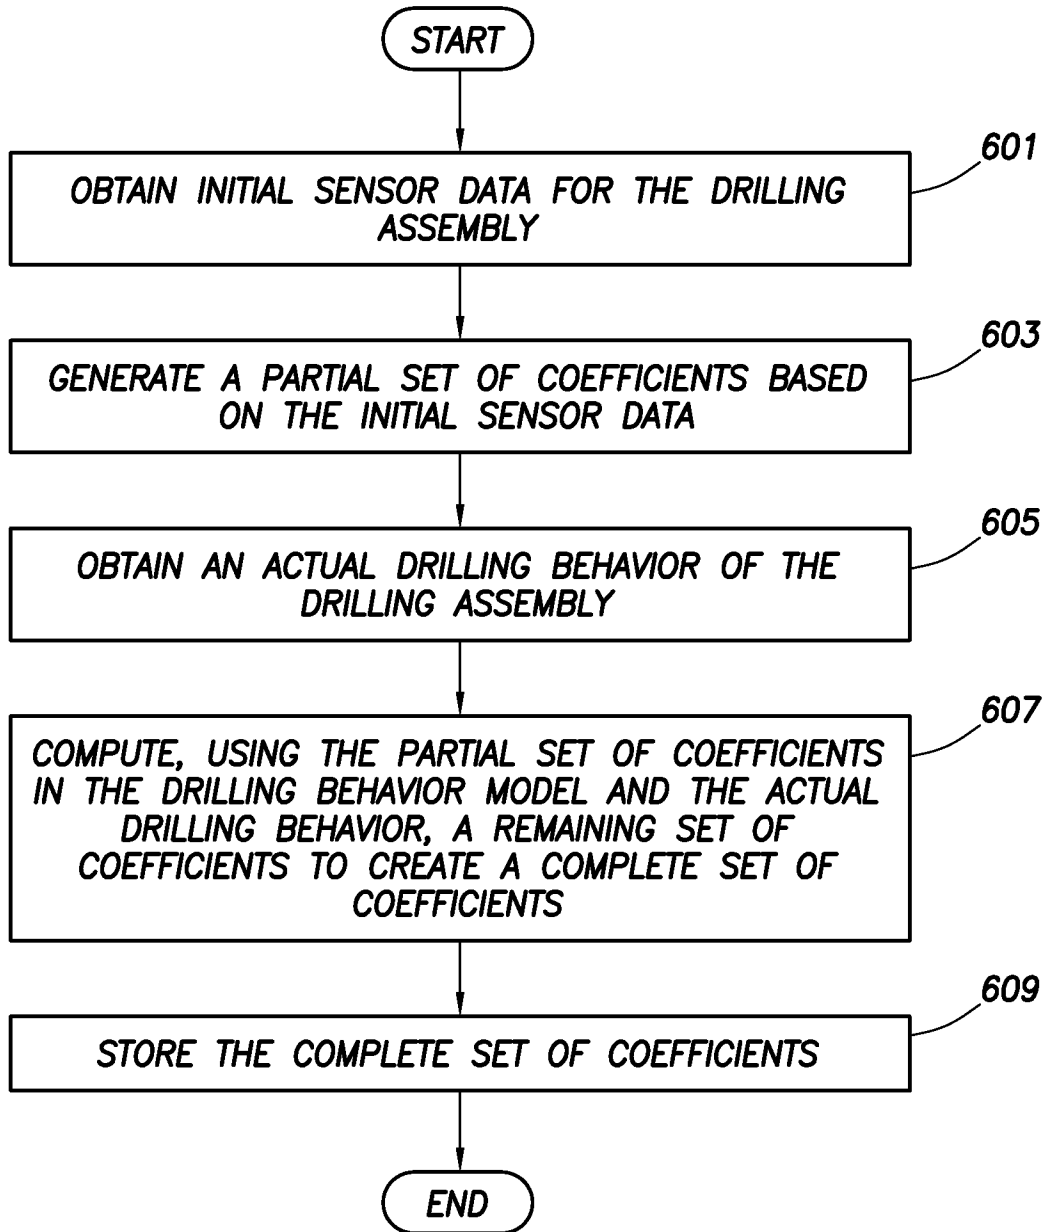 START
601
OBTAIN INITIAL SENSOR DATA FOR THE DRILLING
ASSEMBLY
603
GENERATE A PARTIAL SET OF COEFFICIENTS BASED
ON THE INITIAL SENSOR DATA
605
OBTAIN AN ACTUAL DRILLING BEHAVIOR OF THE
DRILLING ASSEMBLY
607
COMPUTE, USING THE PARTIAL SET OF COEFFICIENTS
IN THE DRILLING BEHAVIOR MODEL AND THE ACTUAL
DRILLING BEHAVIOR, A REMAINING SET OF
COEFFICIENTS TO CREATE A COMPLETE SET OF
COEFFICIENTS
609
STORE THE COMPLETE SET OF COEFFICIENTS
END